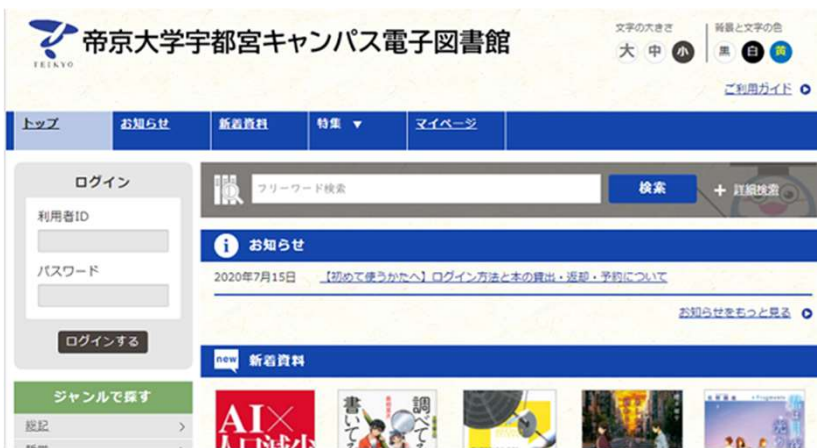 TEIKYO
帝京大学宇都宮キャンパス電子図書館
文字の大きさ
大 中 小
背景と文字の色
黒 白 黄
ご利用ガイド
トップ お知らせ 新着資料 特集 ▼ マイページ
ログイン
利用者ID
パスワード
ログインする
フリーワード検索
検索
+ 詳細検索
i お知らせ
2020年7月15日 【初めて使うかたへ】ログイン方法と本の貸出・返却・予約について
お知らせをもっと見る
new 新着資料
ジャンルで探す
総記
AI×
人口減少
調べて
書いて